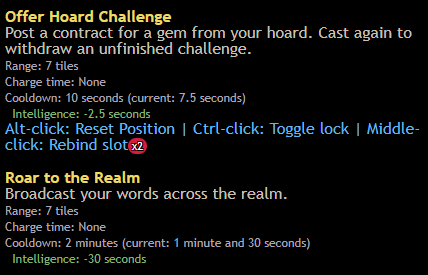 Offer Hoard Challenge
Post a contract for a gem from your hoard. Cast again to
withdraw an unfinished challenge.
Range: 7 tiles
Charge time: None
Cooldown: 10 seconds (current: 7.5 seconds)
Intelligence: -2.5 seconds
Alt-click: Reset Position | Ctrl-click: Toggle lock | Middle-
click: Rebind slot x2
Roar to the Realm
Broadcast your words across the realm.
Range: 7 tiles
Charge time: None
Cooldown: 2 minutes (current: 1 minute and 30 seconds)
Intelligence: -30 seconds